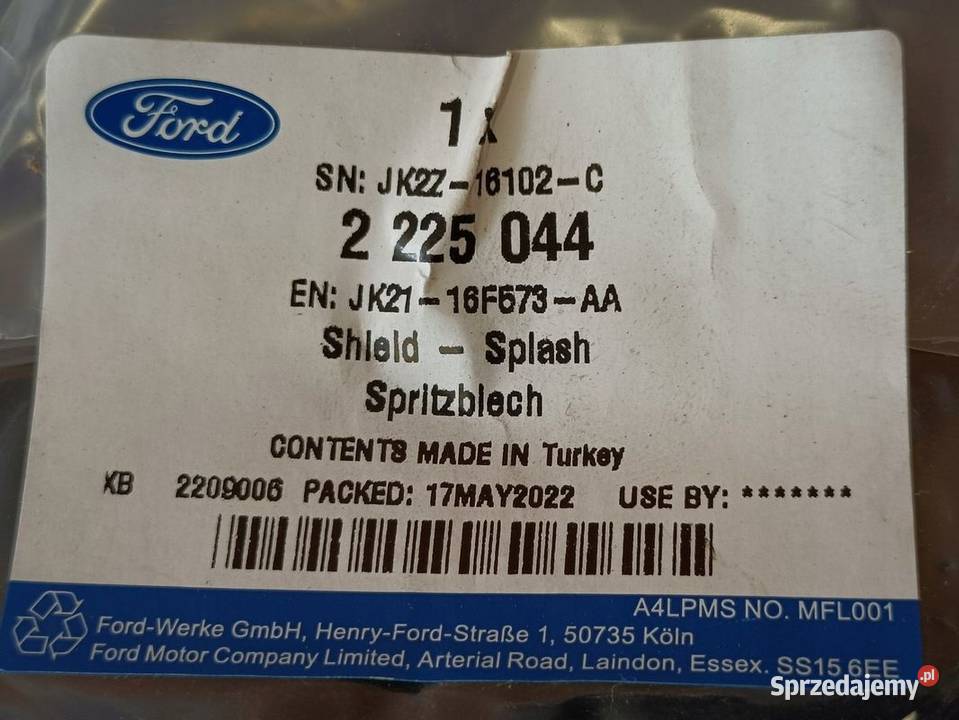 Ford
1 x
SN: JK2Z-16102-C
2 225 044
EN: JK21-16F573-AA
Shield - Splash
Spritzblech
CONTENTS MADE IN Turkey
XB 2209006 PACKED: 17MAY2022 USE BY: *******
A4LPMS NO. MFL001
Ford-Werke GmbH, Henry-Ford-Straße 1, 50735 Köln
Ford Motor Company Limited, Arterial Road, Laindon, Essex. SS15 6EE
Sprzedajemy.pl